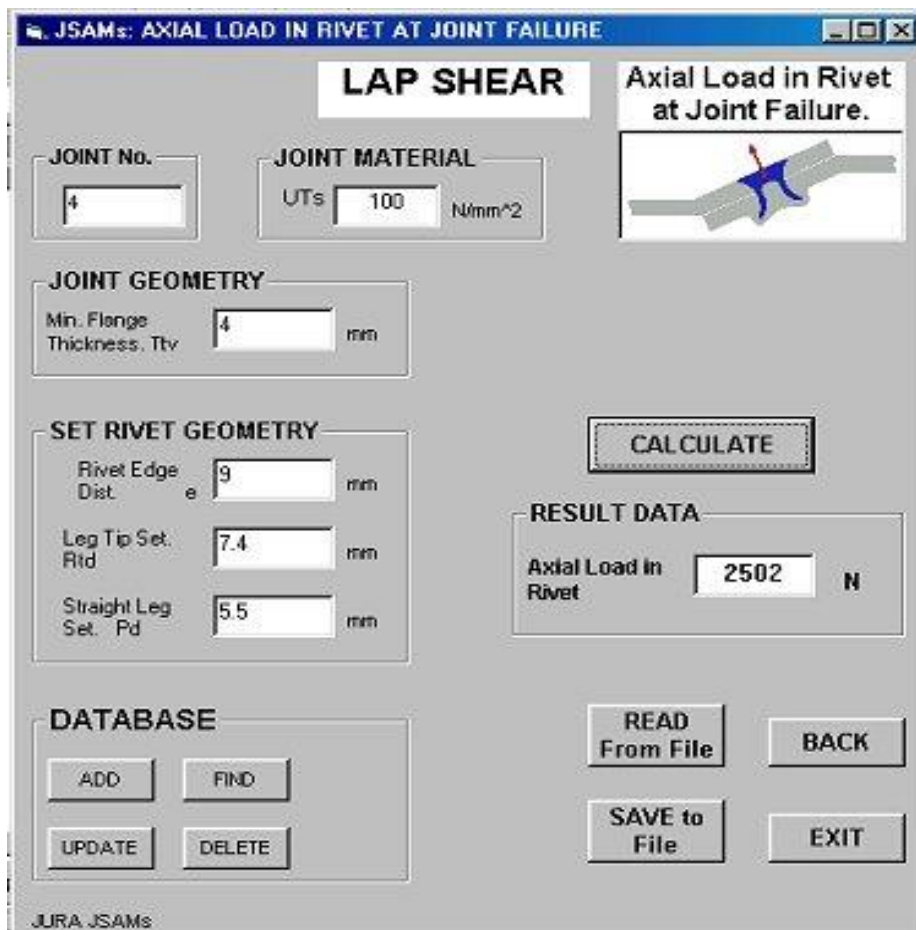 JSAMs: AXIAL LOAD IN RIVET AT JOINT FAILURE
LAP SHEAR
Axial Load in Rivet
at Joint Failure.
JOINT No.
4
JOINT MATERIAL
UTs 100 N/mm^2
JOINT GEOMETRY
Min. Flange
Thickness. Ttv
4 mm
SET RIVET GEOMETRY
Rivet Edge
Dist. e
9 mm
Leg Tip Set.
Rtd
7.4 mm
Straight Leg
Set. Pd
5.5 mm
CALCULATE
RESULT DATA
Axial Load in
Rivet
2502 N
DATABASE
ADD
FIND
UPDATE
DELETE
READ
From File
BACK
SAVE to
File
EXIT
JURA JSAMs